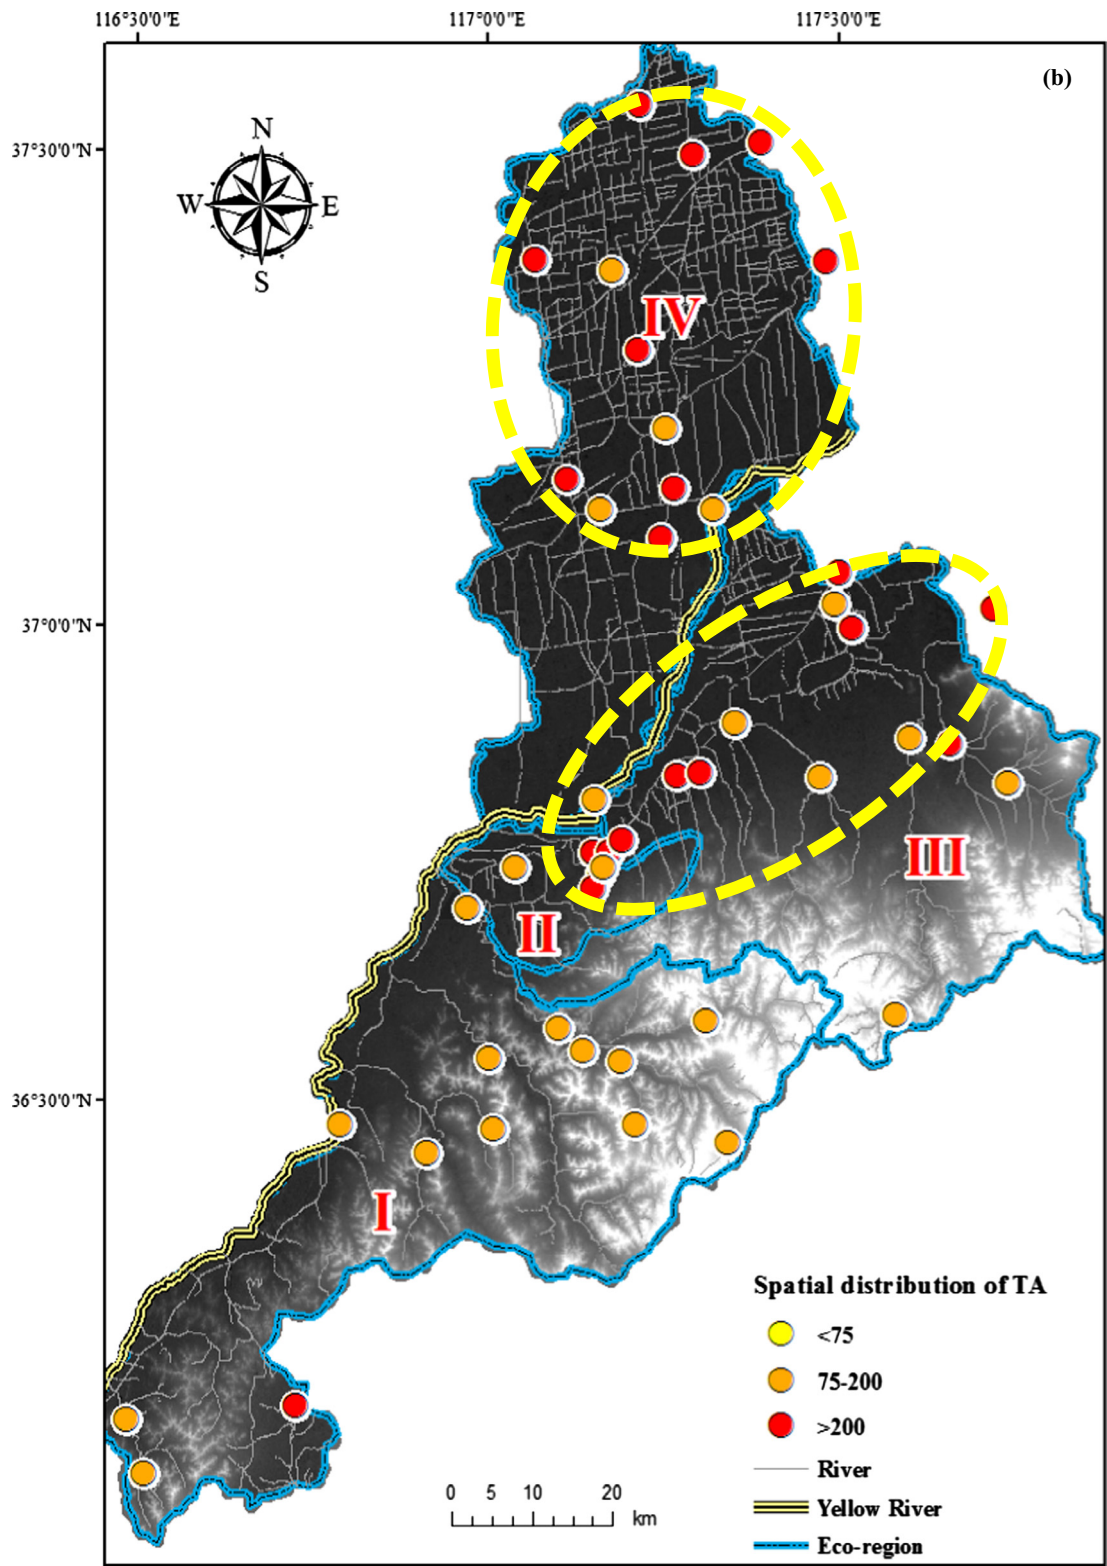 116°30'0"E 117°0'0"E 117°30'0"E
(b)
37°30'0"N
N
W E
S
IV
37°0'0"N
III
II
36°30'0"N
I
Spatial distribution of TA
<75
75-200
>200
River
Yellow River
Eco-region
0 5 10 20
km